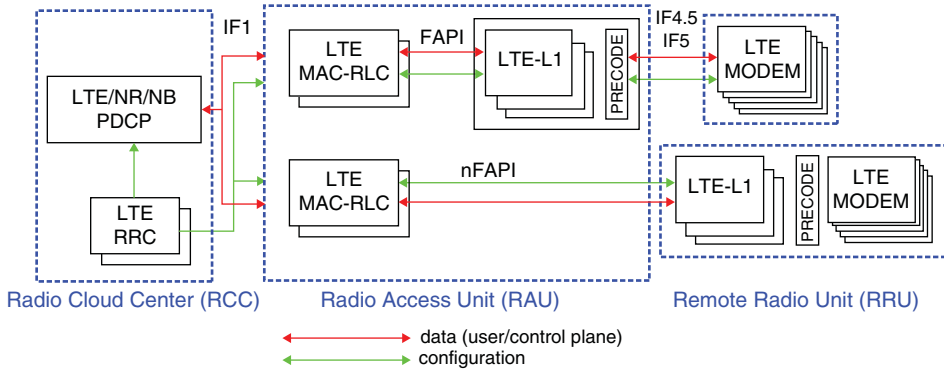 IF1
LTE/NR/NB
PDCP
LTE
RRC
LTE
MAC-RLC
FAPI
LTE-L1
PRECODE
IF4.5
IF5
LTE
MODEM
LTE
MAC-RLC
nFAPI
LTE-L1
PRECODE
LTE
MODEM
Radio Cloud Center (RCC)
Radio Access Unit (RAU)
Remote Radio Unit (RRU)
data (user/control plane)
configuration